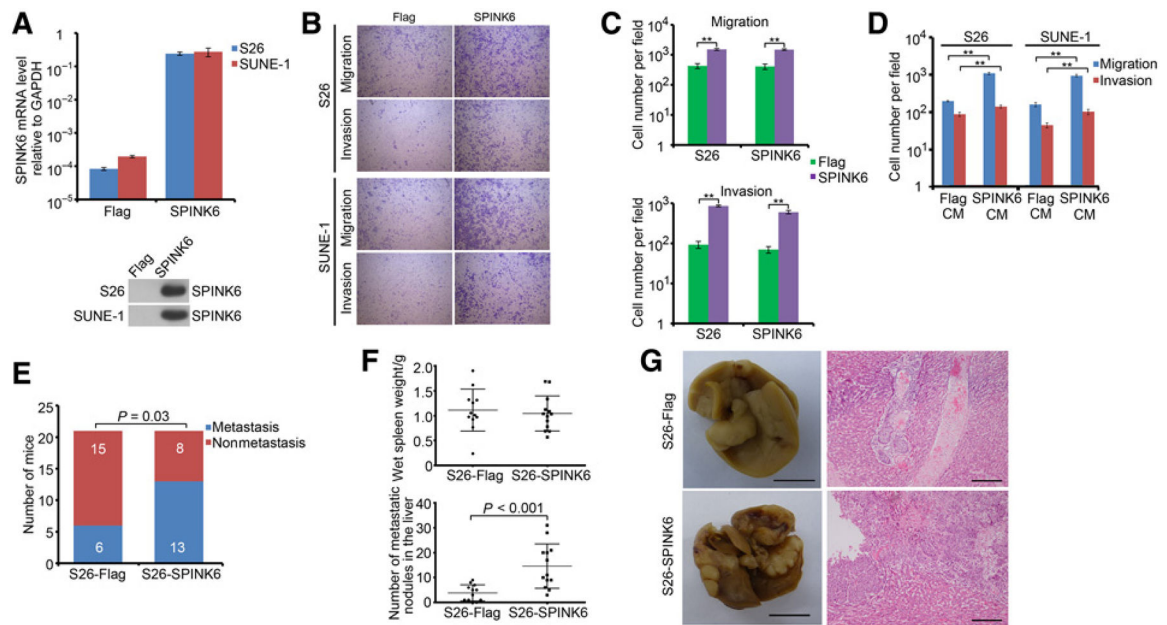 A
SPINK6 mRNA level
relative to GAPDH
1
10⁻¹
10⁻²
10⁻³
10⁻⁴
10⁻⁵
S26
SUNE-1
Flag
SPINK6
Flag
SPINK6
S26
SPINK6
SUNE-1
SPINK6
B
Flag
SPINK6
S26
Migration
Invasion
SUNE-1
Migration
Invasion
C
Migration
Cell number per field
10⁴
10³
10²
10¹
1
**
**
S26
SPINK6
Flag
SPINK6
Invasion
Cell number per field
10³
10²
10¹
1
**
**
S26
SPINK6
D
S26
SUNE-1
Migration
Invasion
Cell number per field
10⁴
10³
10²
10¹
1
**
**
**
**
Flag
CM
SPINK6
CM
Flag
CM
SPINK6
CM
E
P = 0.03
Metastasis
Nonmetastasis
Number of mice
25
20
15
10
5
0
15
8
6
13
S26-Flag
S26-SPINK6
F
Wet spleen weight/g
2.0
1.5
1.0
1.0
0.5
0
S26-Flag
S26-SPINK6
Number of metastatic
nodules in the liver
40
30
20
10
0
P < 0.001
S26-Flag
S26-SPINK6
G
S26-Flag
S26-SPINK6